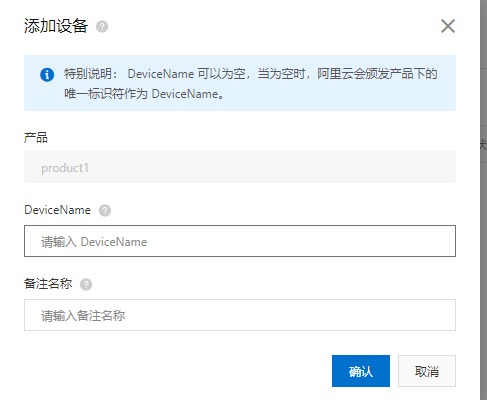 添加设备
特别说明： DeviceName 可以为空，当为空时，阿里云会颁发产品下的
唯一标识符作为 DeviceName。
产品
product1
DeviceName
请输入 DeviceName
备注名称
请输入备注名称
确认 取消